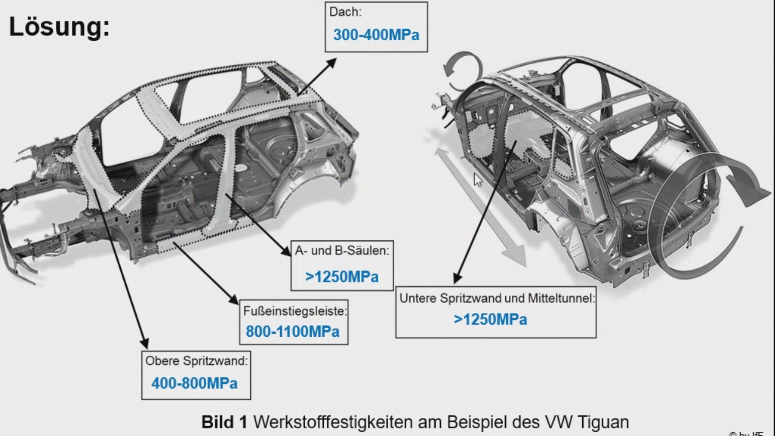 Lösung:
Dach:
300-400MPa
A- und B-Säulen:
>1250MPa
Untere Spritzwand und Mitteltunnel:
>1250MPa
Fußeinstiegsleiste:
800-1100MPa
Obere Spritzwand:
400-800MPa
Bild 1 Werkstofffestigkeiten am Beispiel des VW Tiguan
© by IfF